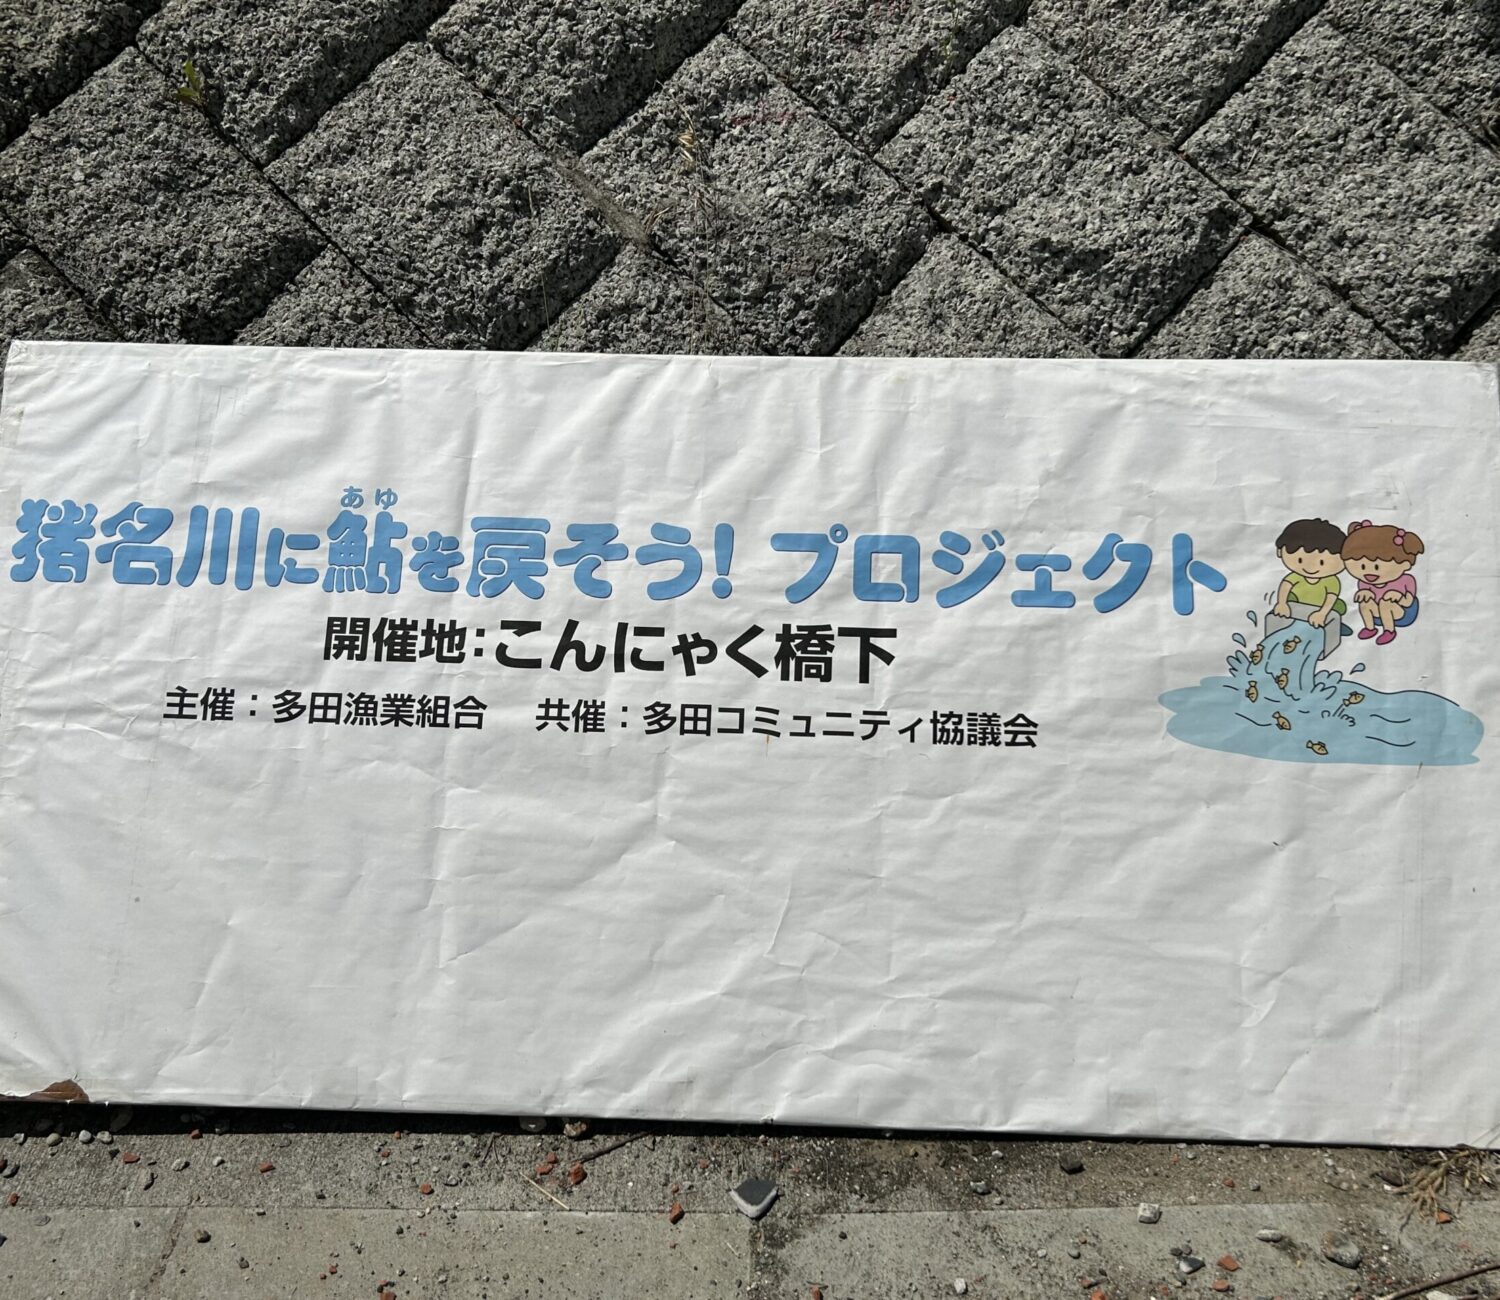 あゆ
猪名川に鮎を戻そう！プロジェクト
開催地：こんにゃく橋下
主催：多田漁業組合　共催：多田コミュニティ協議会